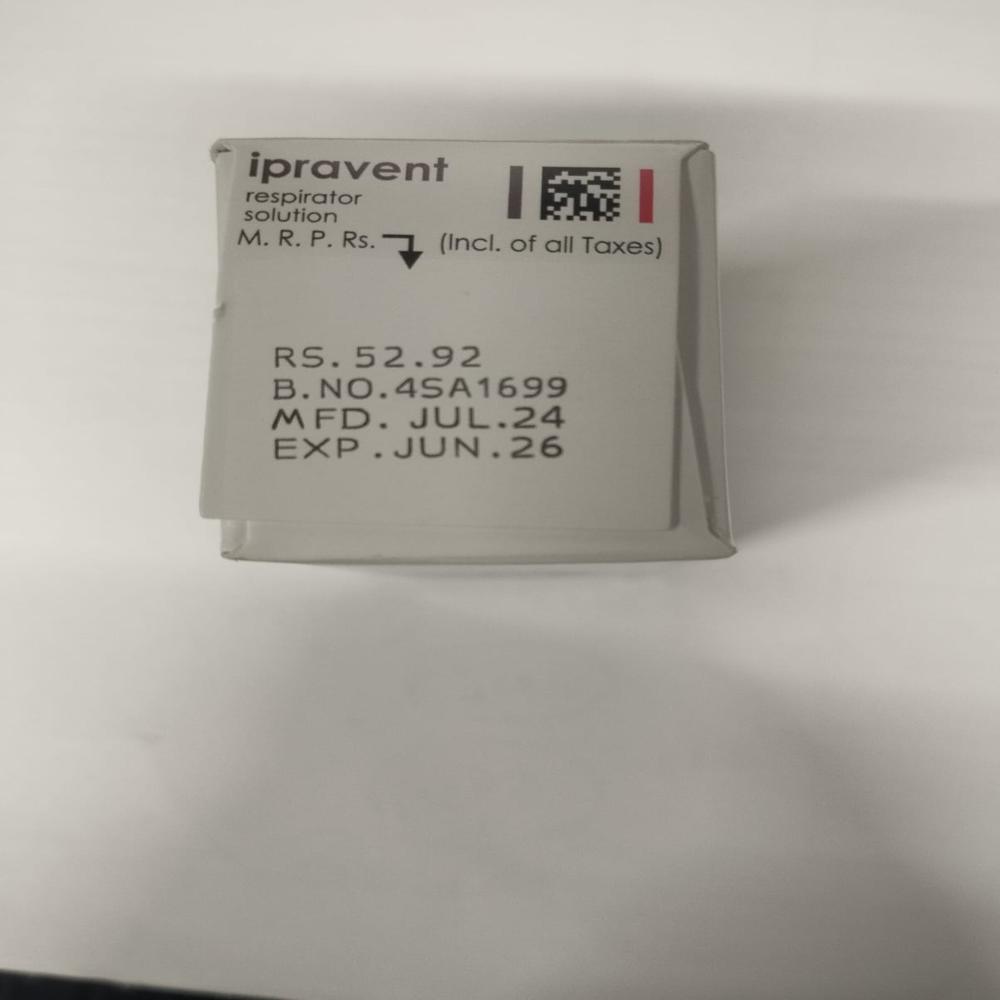 ipravent
respirator
solution
M. R. P. Rs. (Incl. of all Taxes)
RS. 52.92
B.NO.4SA1699
MFD. JUL.24
EXP.JUN.26